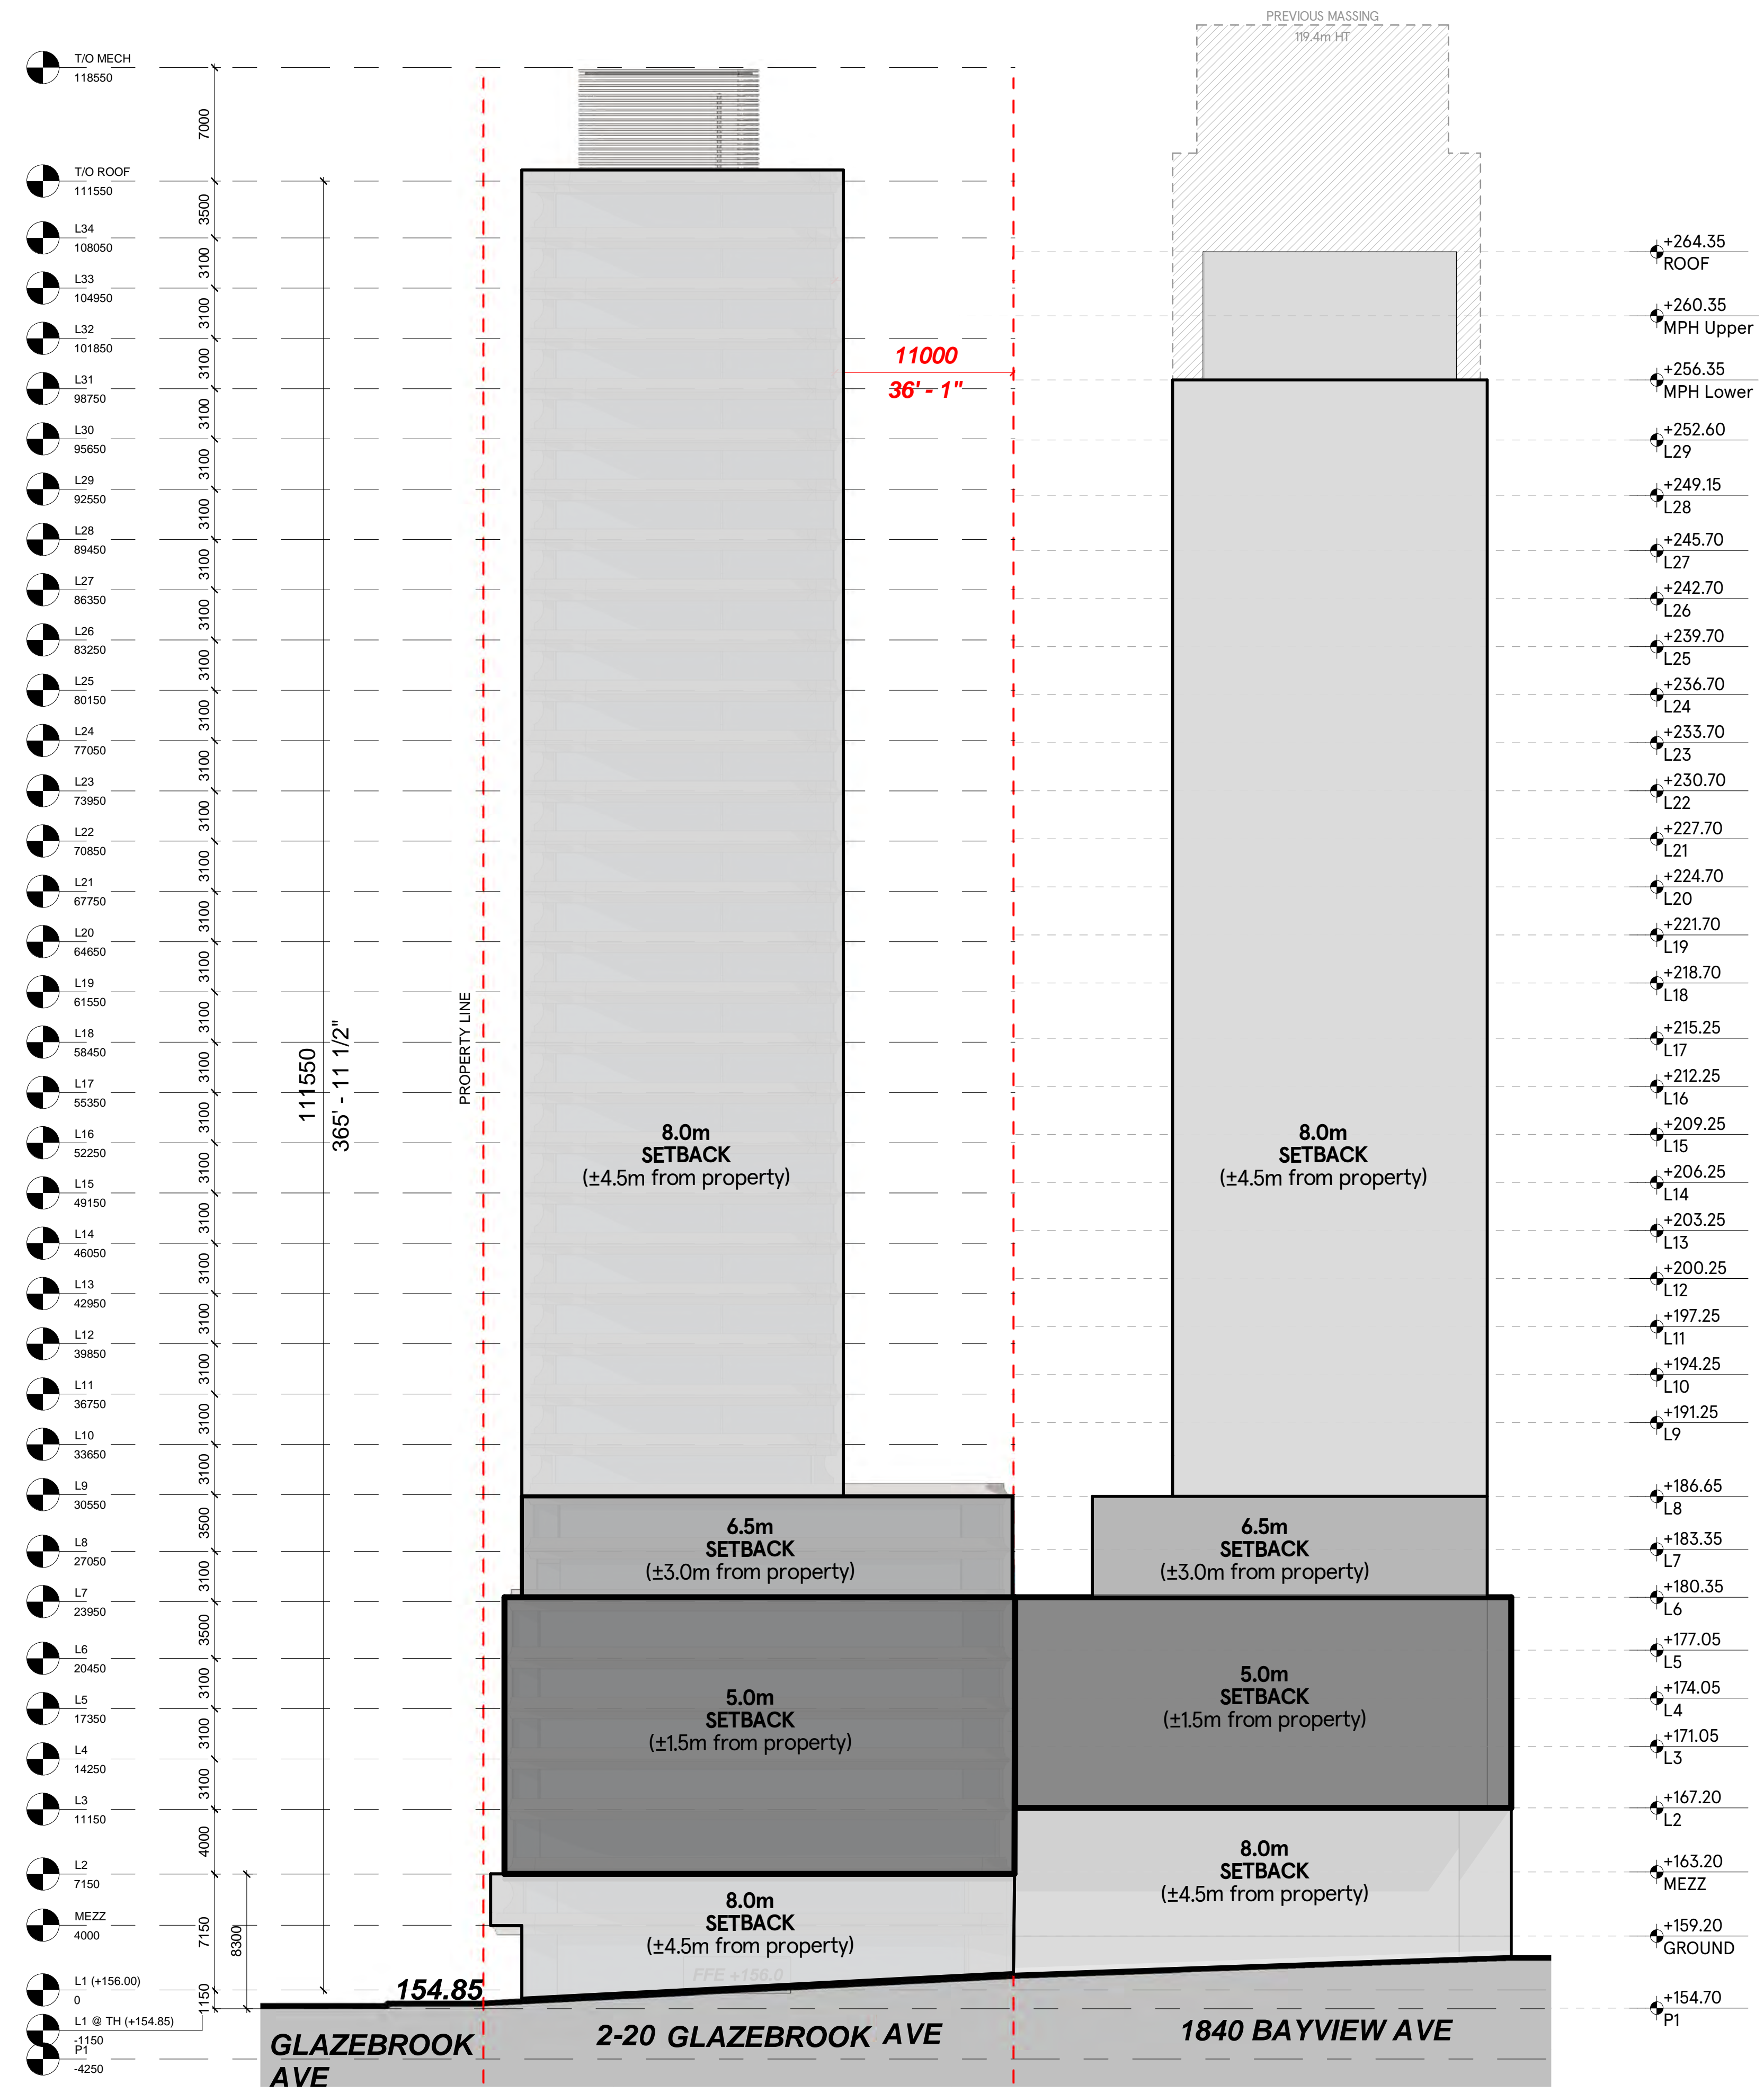 PREVIOUS MASSING
119.4m HT
T/O MECH
118550
7000
T/O ROOF
111550
3500
L34
108050
3100
L33
104950
3100
L32
101850
3100
L31
98750
3100
L30
95650
3100
L29
92550
3100
L28
89450
3100
L27
86350
3100
L26
83250
3100
L25
80150
3100
L24
77050
3100
L23
73950
3100
L22
70850
3100
L21
67750
3100
L20
64650
3100
L19
61550
3100
L18
58450
3100
L17
55350
3100
L16
52250
3100
L15
49150
3100
L14
46050
3100
L13
42950
3100
L12
39850
3100
L11
36750
3100
L10
33650
3100
L9
30550
3500
L8
27050
3100
L7
23950
3500
L6
20450
3100
L5
17350
3100
L4
14250
3100
L3
11150
4000
L2
7150
MEZZ
4000
7150
8300
L1 (+156.00)
0
1150
L1 @ TH (+154.85)
-1150
P1
-4250
111550
365' - 11 1/2"
PROPERTY LINE
11000
36' - 1"
8.0m
SETBACK
(±4.5m from property)
6.5m
SETBACK
(±3.0m from property)
5.0m
SETBACK
(±1.5m from property)
8.0m
SETBACK
(±4.5m from property)
FFE +156.0
154.85
GLAZEBROOK
AVE
2-20 GLAZEBROOK AVE
8.0m
SETBACK
(±4.5m from property)
6.5m
SETBACK
(±3.0m from property)
5.0m
SETBACK
(±1.5m from property)
8.0m
SETBACK
(±4.5m from property)
1840 BAYVIEW AVE
+264.35
ROOF
+260.35
MPH Upper
+256.35
MPH Lower
+252.60
L29
+249.15
L28
+245.70
L27
+242.70
L26
+239.70
L25
+236.70
L24
+233.70
L23
+230.70
L22
+227.70
L21
+224.70
L20
+221.70
L19
+218.70
L18
+215.25
L17
+212.25
L16
+209.25
L15
+206.25
L14
+203.25
L13
+200.25
L12
+197.25
L11
+194.25
L10
+191.25
L9
+186.65
L8
+183.35
L7
+180.35
L6
+177.05
L5
+174.05
L4
+171.05
L3
+167.20
L2
+163.20
MEZZ
+159.20
GROUND
+154.70
P1